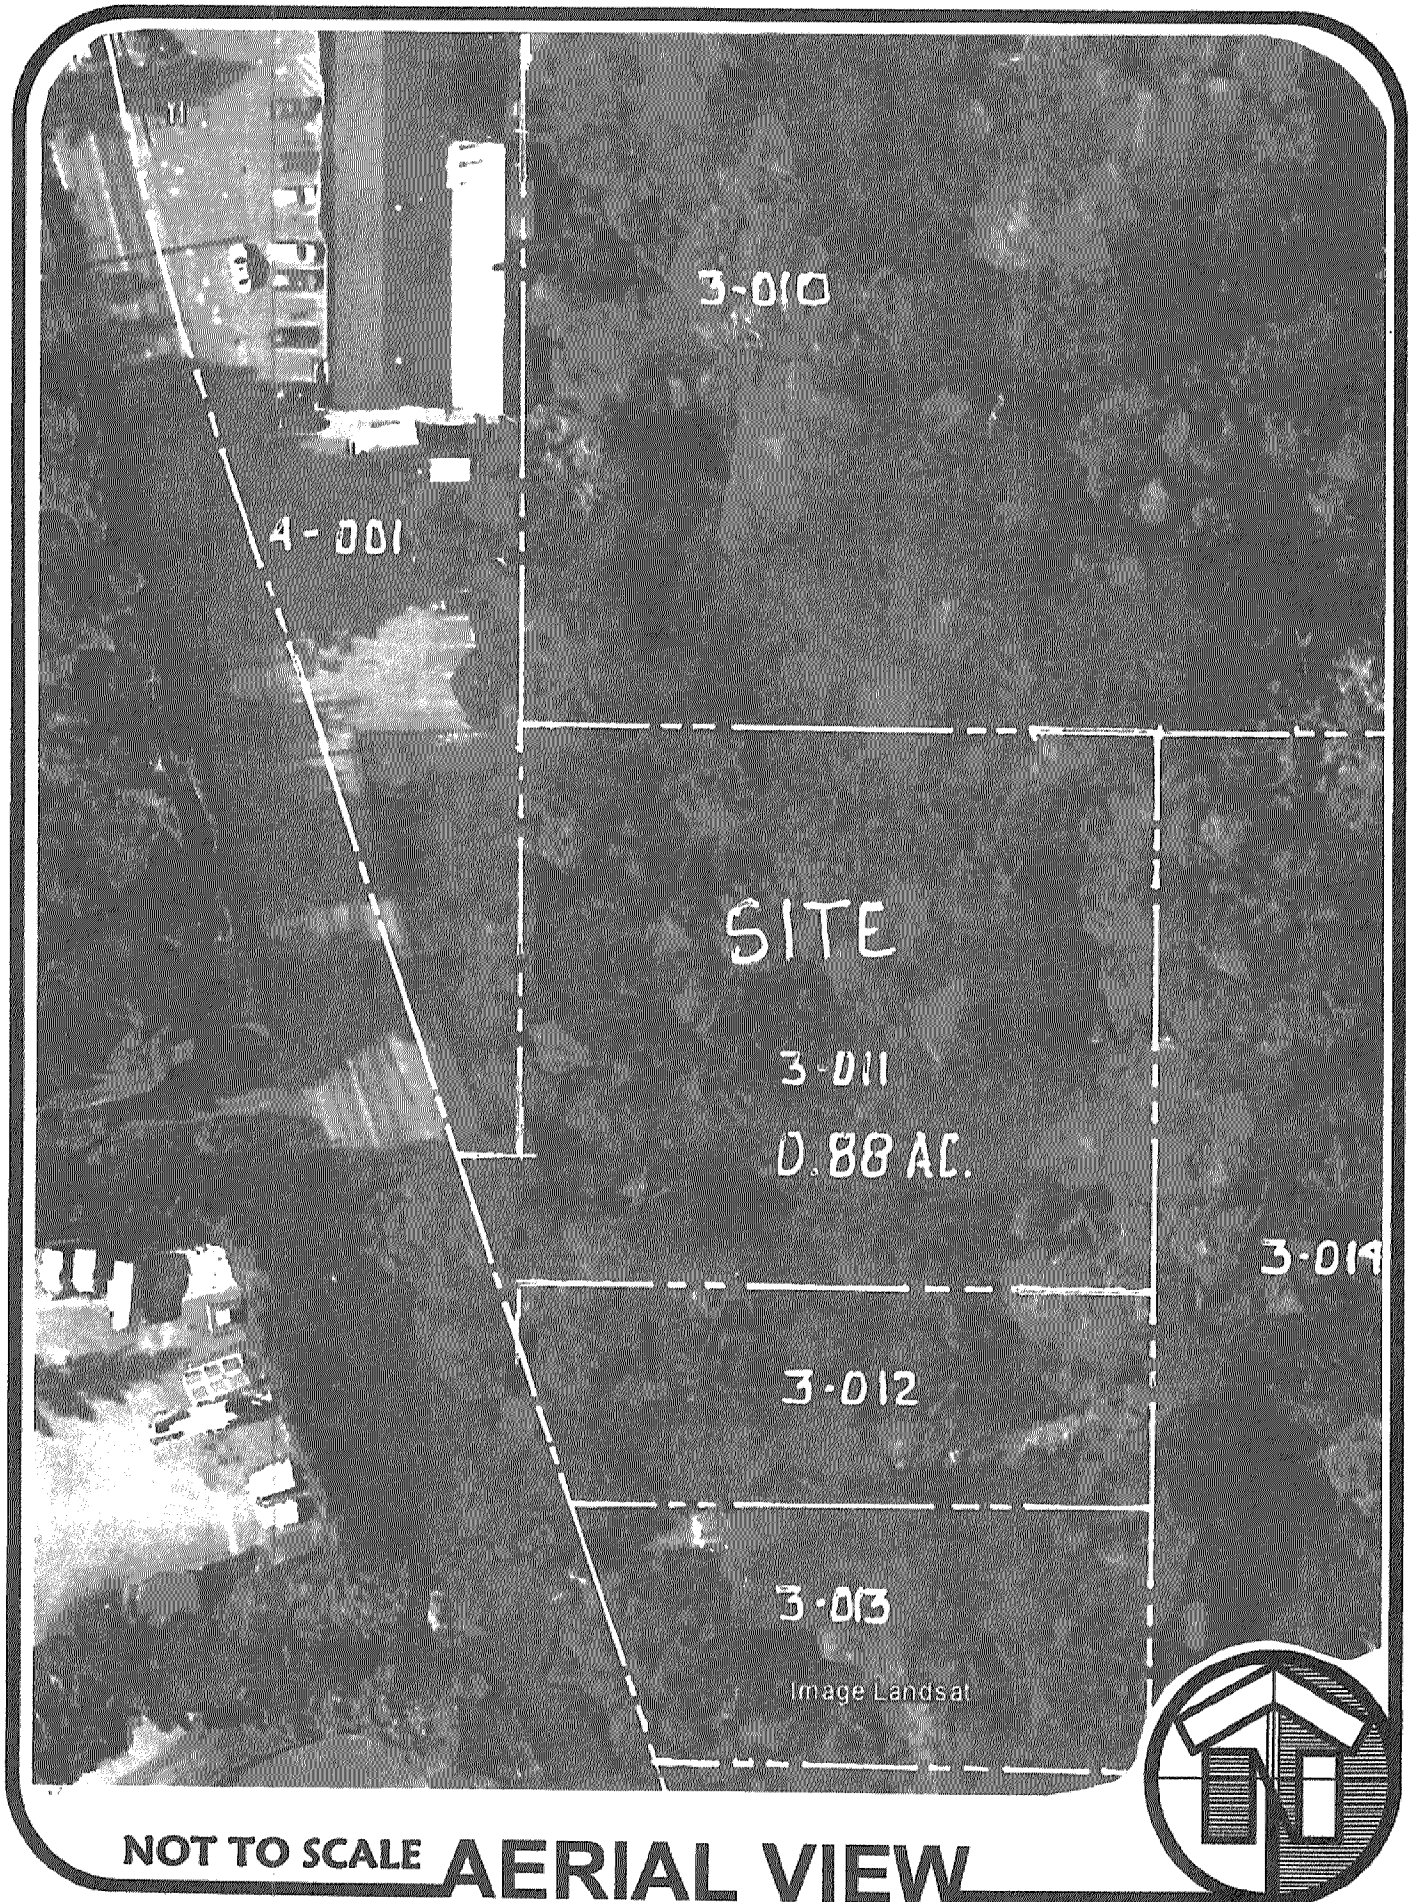 3-010
4-001
SITE
3-011
0.88 AC.
3-014
3-012
3-013
Image Landsat
N
NOT TO SCALE AERIAL VIEW